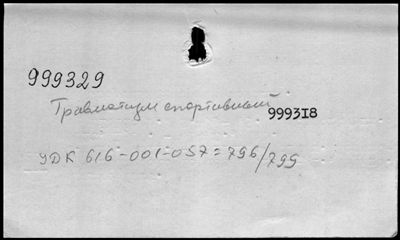 999329
Травматизм спортивный
999318
УДК 616-001-057=796/799